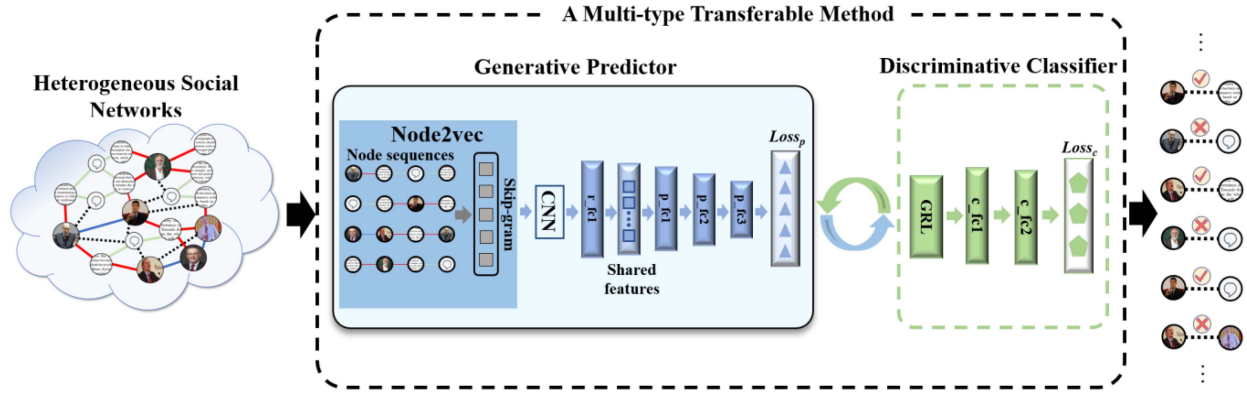 A Multi-type Transferable Method
Heterogeneous Social
Networks
Generative Predictor
Discriminative Classifier
Node2vec
Node sequences
Skip-gram
CNN
r_fc1
Shared
features
p_fc1
p_fc2
p_fc3
Loss_p
GRL
c_fc1
c_fc2
Loss_c